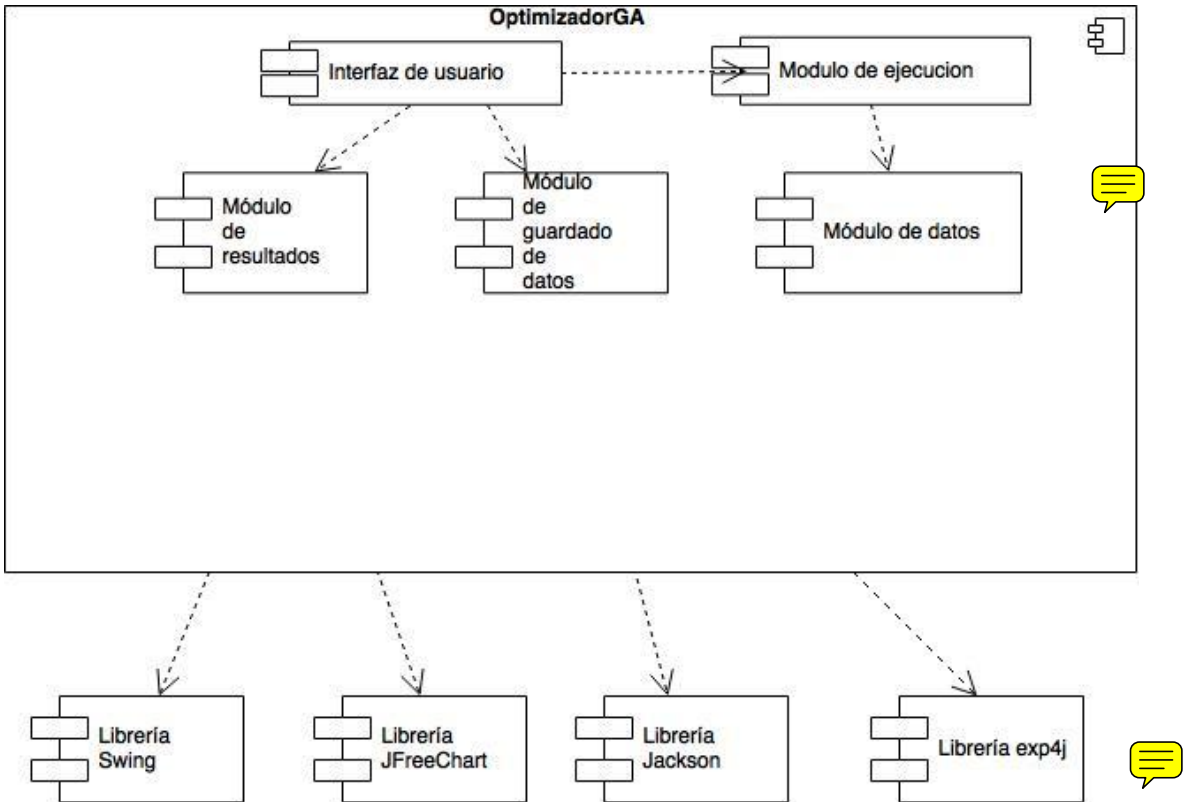 OptimizadorGA
Interfaz de usuario
Modulo de ejecucion
Módulo
de
resultados
Módulo
de
guardado
de
datos
Módulo de datos
Librería
Swing
Librería
JFreeChart
Librería
Jackson
Librería exp4j